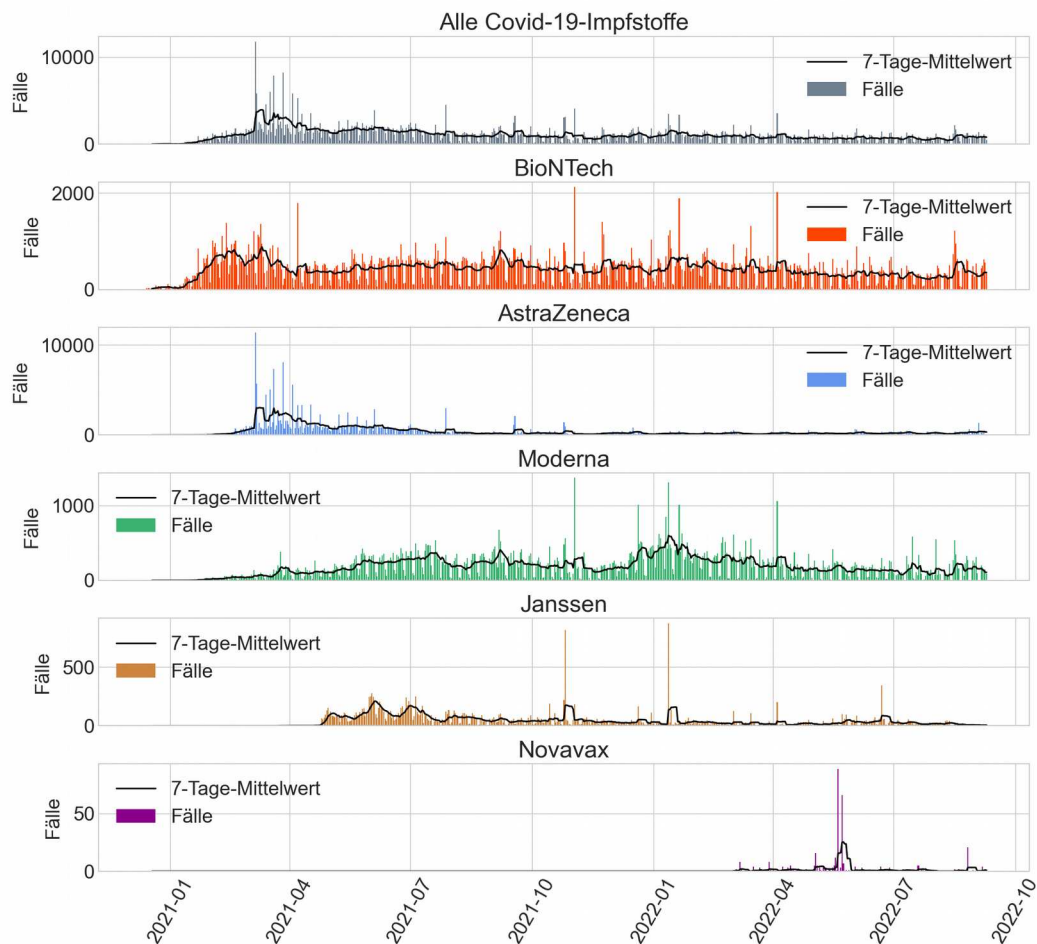 Alle Covid-19-Impfstoffe
10000
0
Fälle
7-Tage-Mittelwert
Fälle
BioNTech
2000
0
Fälle
7-Tage-Mittelwert
Fälle
AstraZeneca
10000
0
Fälle
7-Tage-Mittelwert
Fälle
Moderna
1000
0
Fälle
7-Tage-Mittelwert
Fälle
Janssen
500
0
Fälle
7-Tage-Mittelwert
Fälle
Novavax
50
0
Fälle
7-Tage-Mittelwert
Fälle
2021-01
2021-04
2021-07
2021-10
2022-01
2022-04
2022-07
2022-10